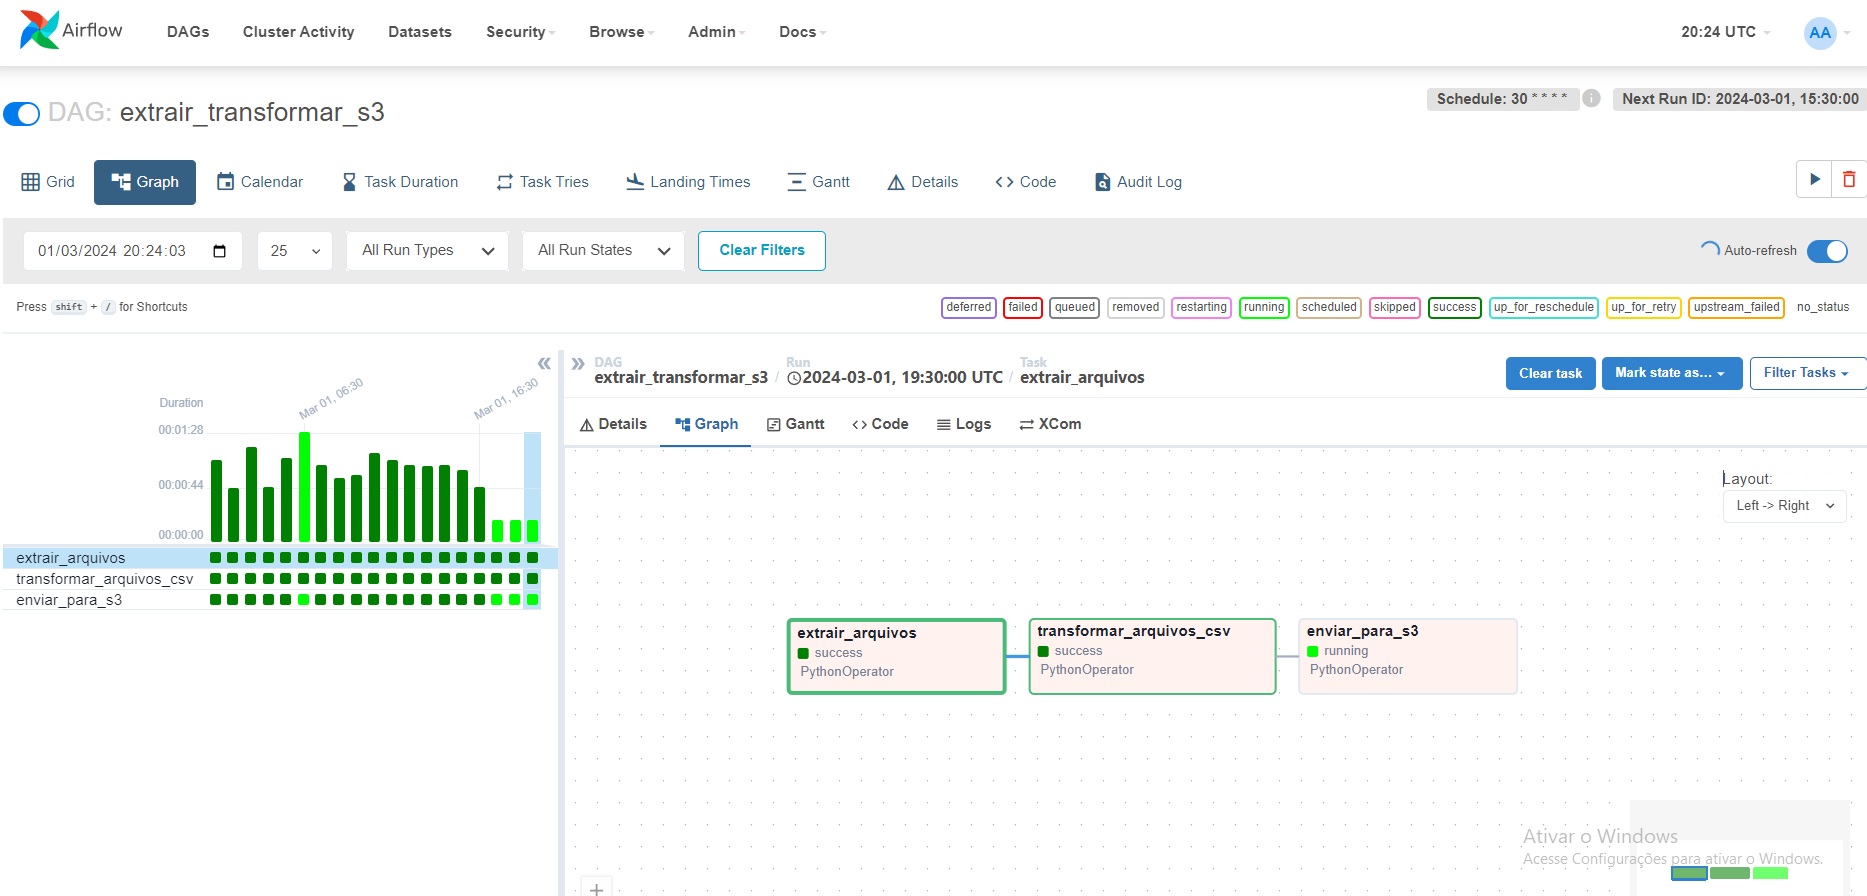 Airflow DAGs Cluster Activity Datasets Security Browse Admin Docs 20:24 UTC AA
DAG: extrair_transformar_s3 Schedule: 30 * * * * i Next Run ID: 2024-03-01, 15:30:00
Grid Graph Calendar Task Duration Task Tries Landing Times Gantt Details Code Audit Log
01/03/2024 20:24:03 25 All Run Types All Run States Clear Filters Auto-refresh
Press shift + / for Shortcuts deferred failed queued removed restarting running scheduled skipped success up_for_reschedule up_for_retry upstream_failed no_status
Duration
Mar 01, 06:30
Mar 01, 16:30
00:01:28
00:00:44
00:00:00
extrair_arquivos
transformar_arquivos_csv
enviar_para_s3
DAG Run Task
extrair_transformar_s3 / 2024-03-01, 19:30:00 UTC / extrair_arquivos
Clear task Mark state as... Filter Tasks
Details Graph Gantt Code Logs XCom
Layout:
Left -> Right
extrair_arquivos
success
PythonOperator
transformar_arquivos_csv
success
PythonOperator
enviar_para_s3
running
PythonOperator
Ativar o Windows
Acesse Configurações para ativar o Windows.